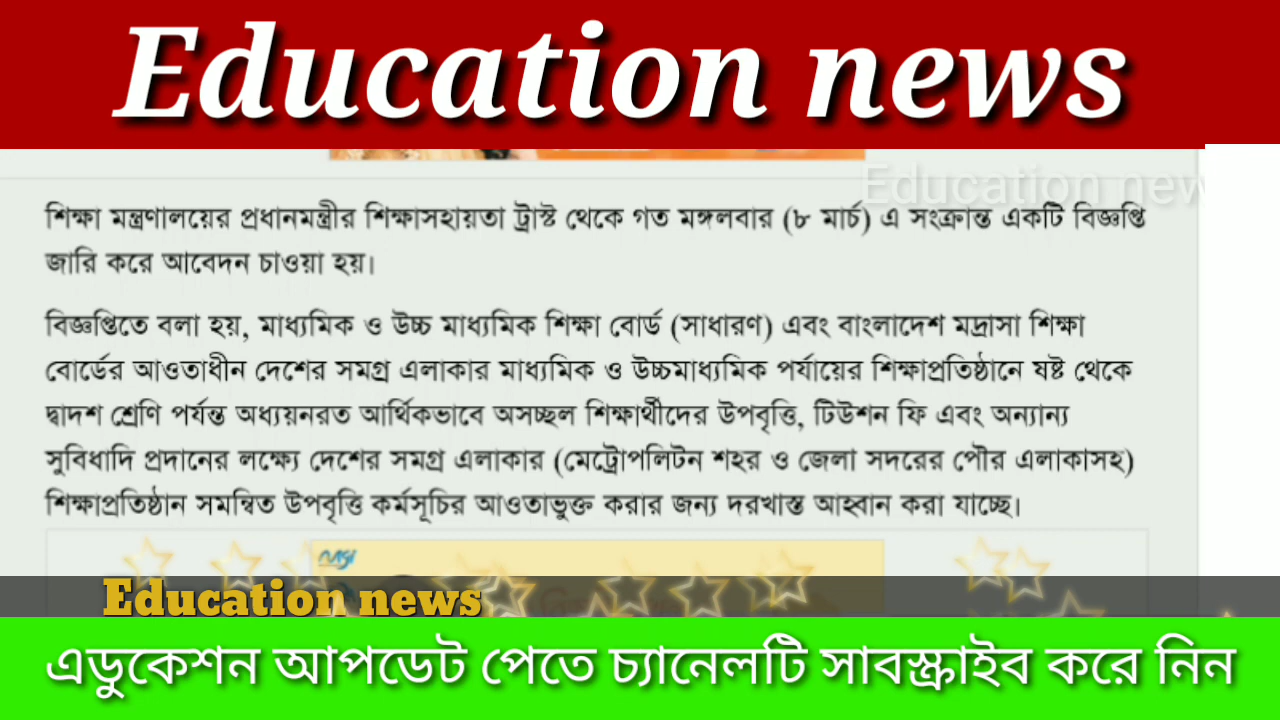 Education news
Education new
শিক্ষা মন্ত্রণালয়ের প্রধানমন্ত্রীর শিক্ষাসহায়তা ট্রাস্ট থেকে গত মঙ্গলবার (৮ মার্চ) এ সংক্রান্ত একটি বিজ্ঞপ্তি
জারি করে আবেদন চাওয়া হয়।
বিজ্ঞপ্তিতে বলা হয়, মাধ্যমিক ও উচ্চ মাধ্যমিক শিক্ষা বোর্ড (সাধারণ) এবং বাংলাদেশ মদ্রাসা শিক্ষা
বোর্ডের আওতাধীন দেশের সমগ্র এলাকার মাধ্যমিক ও উচ্চমাধ্যমিক পর্যায়ের শিক্ষাপ্রতিষ্ঠানে ষষ্ট থেকে
দ্বাদশ শ্রেণি পর্যন্ত অধ্যয়নরত আর্থিকভাবে অসচ্ছল শিক্ষার্থীদের উপবৃত্তি, টিউশন ফি এবং অন্যান্য
সুবিধাদি প্রদানের লক্ষ্যে দেশের সমগ্র এলাকার (মেট্রোপলিটন শহর ও জেলা সদরের পৌর এলাকাসহ)
শিক্ষাপ্রতিষ্ঠান সমন্বিত উপবৃত্তি কর্মসূচির আওতাভুক্ত করার জন্য দরখাস্ত আহ্বান করা যাচ্ছে।
Education news
এডুকেশন আপডেট পেতে চ্যানেলটি সাবস্ক্রাইব করে নিন